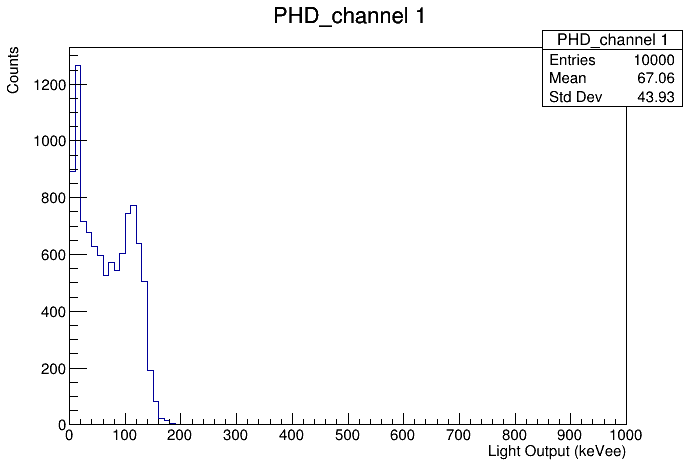 PHD_channel 1
PHD_channel 1
Entries 10000
Mean 67.06
Std Dev 43.93
Counts
1200
1000
800
600
400
200
0
0 100 200 300 400 500 600 700 800 900 1000
Light Output (keVee)